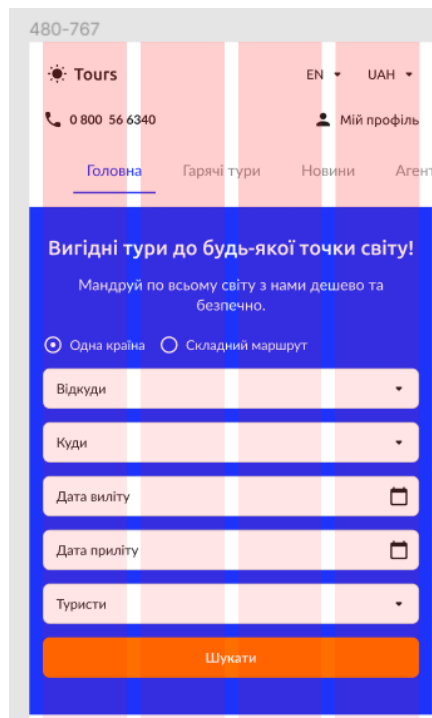 480-767
Tours EN UAH
0 800 56 6340 Мій профіль
Головна Гарячі тури Новини Агент
Вигідні тури до будь-якої точки світу!
Мандруй по всьому світу з нами дешево та
безпечно.
Одна країна Складний маршрут
Відкуди
Куди
Дата виліту
Дата приліту
Туристи
Шукати